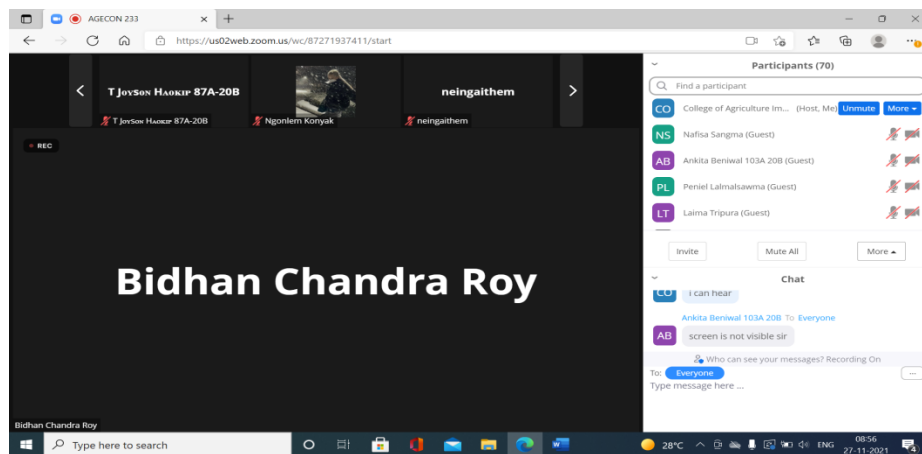 AGECON 233
https://us02web.zoom.us/wc/87271937411/start
T Joyson Haokip 87A-20B
neingaithem
T Joyson Haokip 87A-20B
Ngonlem Konyak
neingaithem
REC
Bidhan Chandra Roy
Bidhan Chandra Roy
Participants (70)
Find a participant
CO College of Agriculture Im... (Host, Me) Unmute More
NS Nafisa Sangma (Guest)
AB Ankita Beniwal 103A 20B (Guest)
PL Peniel Lalmalsawma (Guest)
LT Laima Tripura (Guest)
Invite Mute All More
Chat
CO i can hear
Ankita Beniwal 103A 20B To Everyone
AB screen is not visible sir
Who can see your messages? Recording On
To: Everyone ...
Type message here ...
Type here to search
28°C ENG 08:56
27-11-2021 4